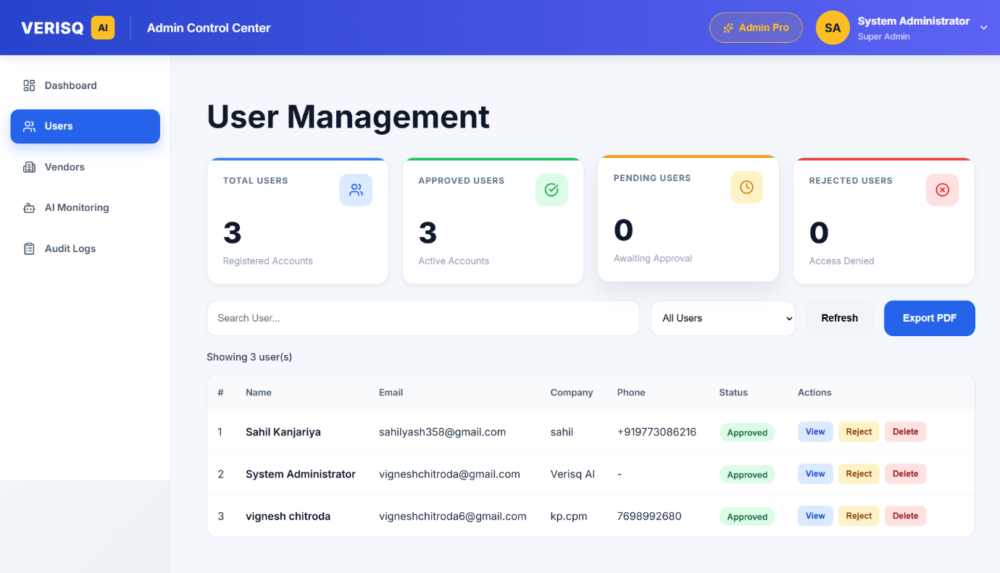 VERISQ AI Admin Control Center Admin Pro SA System Administrator
Super Admin
Dashboard
Users
Vendors
AI Monitoring
Audit Logs
User Management
TOTAL USERS
3
Registered Accounts
APPROVED USERS
3
Active Accounts
PENDING USERS
0
Awaiting Approval
REJECTED USERS
0
Access Denied
Search User... All Users Refresh Export PDF
Showing 3 user(s)
# Name Email Company Phone Status Actions
1 Sahil Kanjariya sahilyash358@gmail.com sahil +919773086216 Approved View Reject Delete
2 System Administrator vigneshchitroda@gmail.com Verisq AI - Approved View Reject Delete
3 vignesh chitroda vigneshchitroda6@gmail.com kp.cpm 7698992680 Approved View Reject Delete